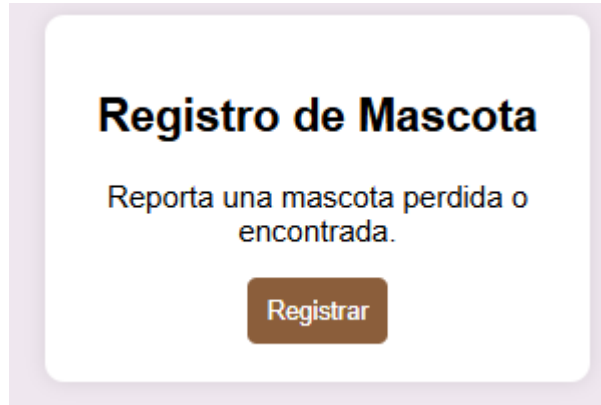 Registro de Mascota
Reporta una mascota perdida o
encontrada.
Registrar